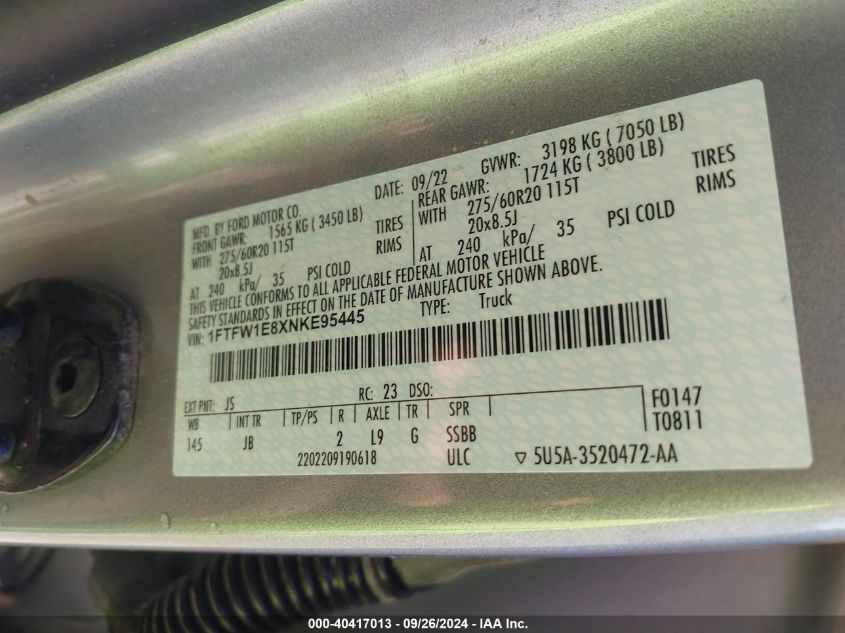 MFD. BY FORD MOTOR CO.
DATE: 09/22 GVWR: 3198 KG ( 7050 LB)
FRONT GAWR: 1565 KG ( 3450 LB)
WITH 275/60R20 115T TIRES
20x8.5J RIMS
AT 240 kPa/ 35 PSI COLD
REAR GAWR: 1724 KG ( 3800 LB)
WITH 275/60R20 115T TIRES
20x8.5J RIMS
AT 240 kPa/ 35 PSI COLD
THIS VEHICLE CONFORMS TO ALL APPLICABLE FEDERAL MOTOR VEHICLE
SAFETY STANDARDS IN EFFECT ON THE DATE OF MANUFACTURE SHOWN ABOVE.
VIN: 1FTFW1E8XNKE95445 TYPE: Truck
EXT PNT: JS RC: 23 DSO:
WB INT TR TP/PS R AXLE TR SPR F0147
145 JB 2 L9 G SSBB T0811
2202209190618 ULC ▽ 5U5A-3520472-AA
000-40417013 - 09/26/2024 - IAA Inc.